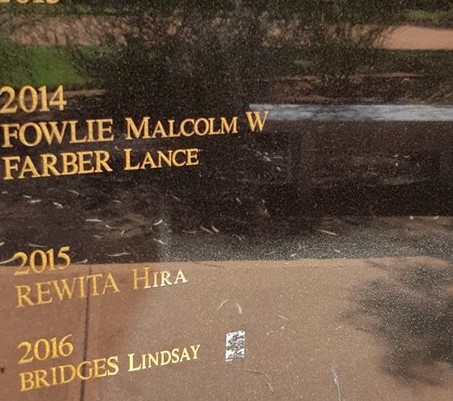 2014
FOWLIE MALCOLM W
FARBER LANCE
2015
REWITA HIRA
2016
BRIDGES LINDSAY